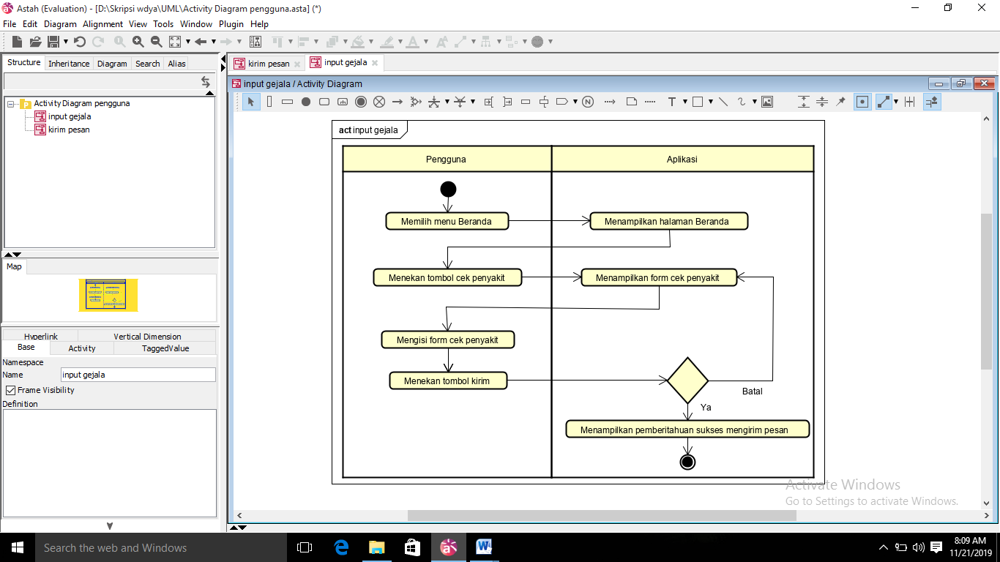 Astah (Evaluation) - [D:\Skripsi wdya\UML\Activity Diagram pengguna.asta] (*)
File Edit Diagram Alignment View Tools Window Plugin Help
Structure Inheritance Diagram Search Alias
Activity Diagram pengguna
input gejala
kirim pesan
Map
Hyperlink Vertical Dimension
Base Activity TaggedValue
Namespace
Name input gejala
Frame Visibility
Definition
kirim pesan input gejala
input gejala / Activity Diagram
act input gejala
Pengguna Aplikasi
Memilih menu Beranda Menampilkan halaman Beranda
Menekan tombol cek penyakit Menampilkan form cek penyakit
Mengisi form cek penyakit
Menekan tombol kirim
Batal
Ya
Menampilkan pemberitahuan sukses mengirim pesan
Activate Windows
Go to Settings to activate Windows.
Search the web and Windows
8:09 AM
11/21/2019